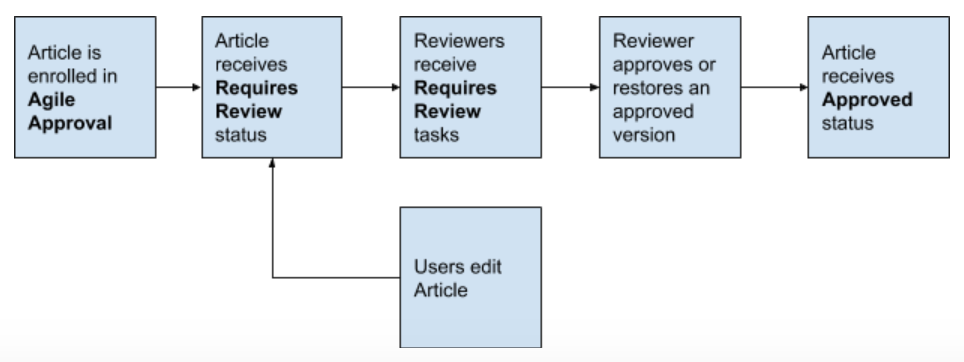 Article is
enrolled in
Agile
Approval
Article
receives
Requires
Review
status
Reviewers
receive
Requires
Review
tasks
Reviewer
approves or
restores an
approved
version
Article
receives
Approved
status
Users edit
Article